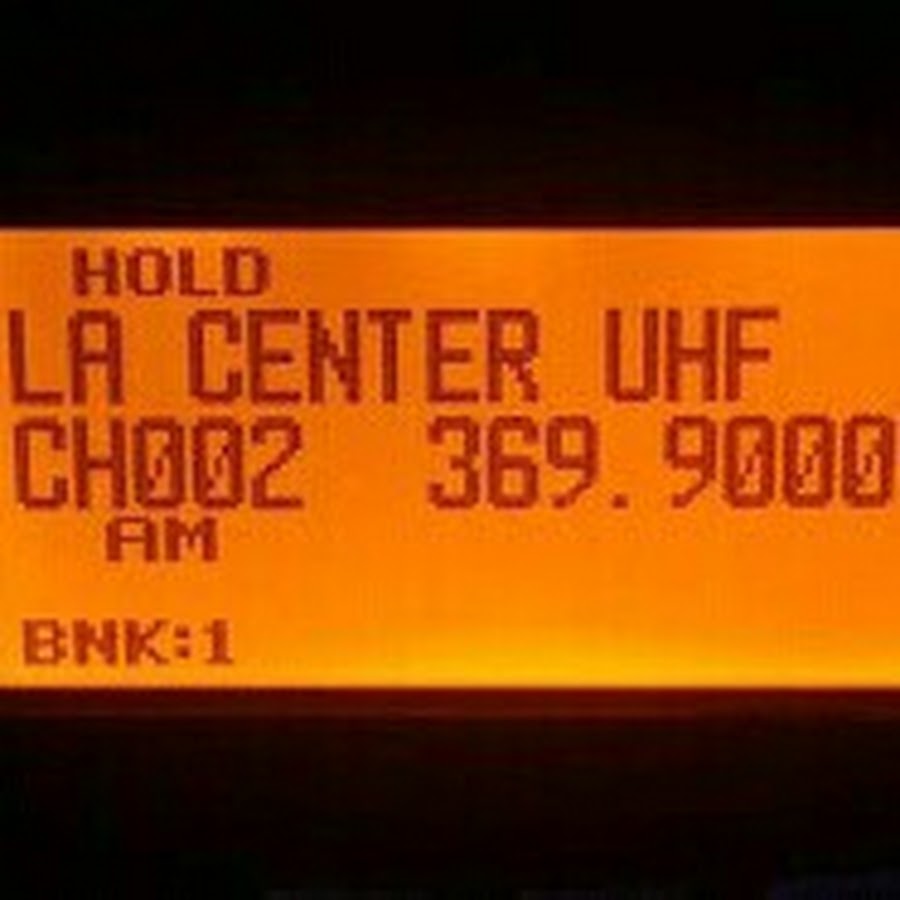 HOLD
LA CENTER UHF
CH002 369.9000
AM
BNK:1